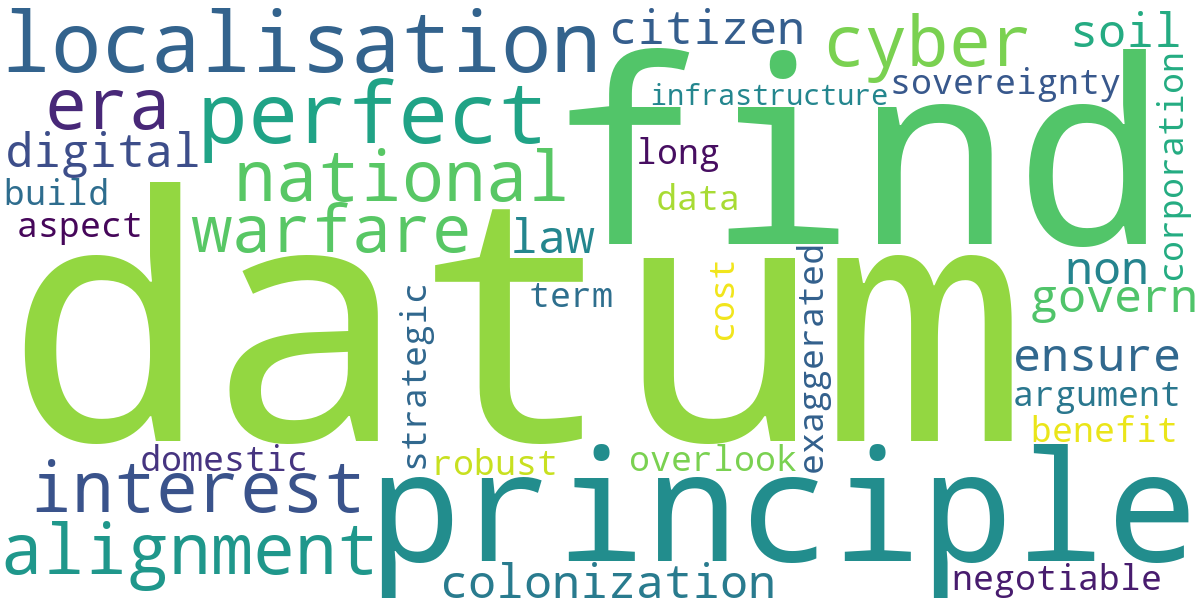 localisation
citizen
cyber
soil
find
era
perfect
infrastructure
sovereignty
corporation
digital
national
long
build
data
aspect
warfare
law
non
datum
term
cost
exaggerated
govern
strategic
ensure
argument
benefit
domestic
robust
overlook
interest
principle
alignment
colonization
negotiable